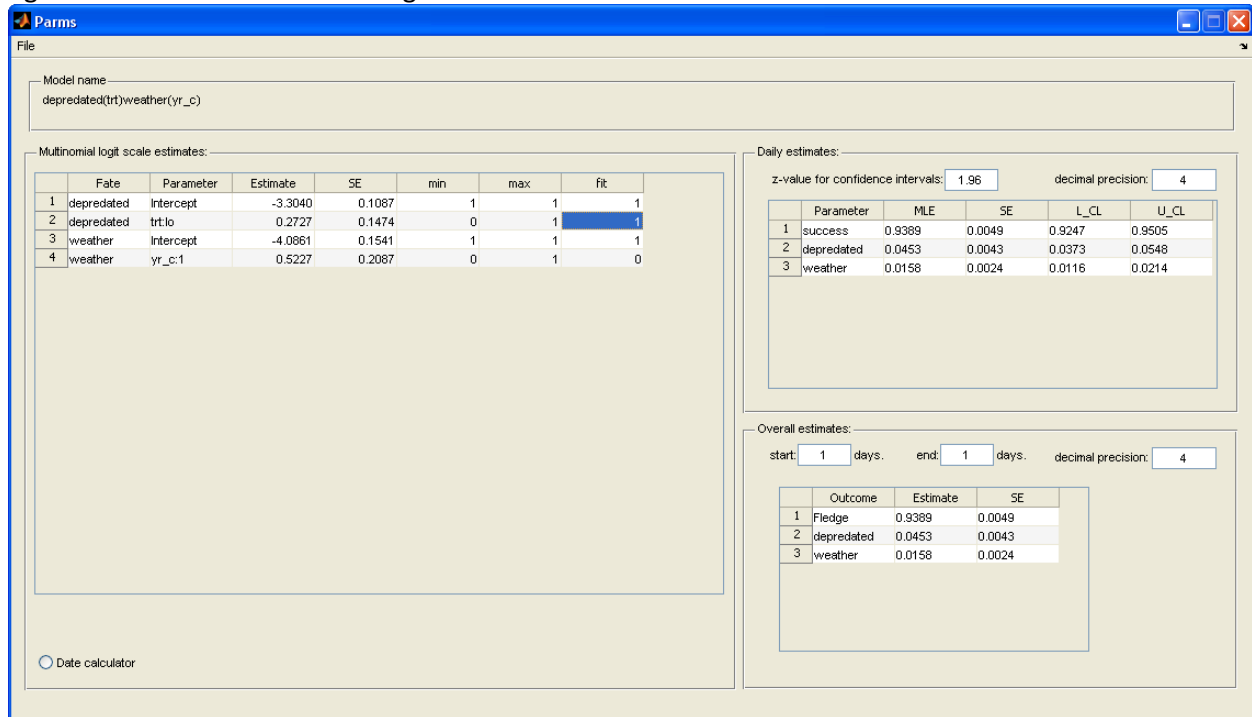 Parms
File
Model name
depredated(trt)weather(yr_c)
Multinomial logit scale estimates:
Fate Parameter Estimate SE min max fit
1 depredated Intercept -3.3040 0.1087 1 1 1
2 depredated trt:lo 0.2727 0.1474 0 1 1
3 weather Intercept -4.0861 0.1541 1 1 1
4 weather yr_c:1 0.5227 0.2087 0 1 0
Date calculator
Daily estimates:
z-value for confidence intervals: 1.96 decimal precision: 4
Parameter MLE SE L_CL U_CL
1 success 0.9389 0.0049 0.9247 0.9505
2 depredated 0.0453 0.0043 0.0373 0.0548
3 weather 0.0158 0.0024 0.0116 0.0214
Overall estimates:
start: 1 days. end: 1 days. decimal precision: 4
Outcome Estimate SE
1 Fledge 0.9389 0.0049
2 depredated 0.0453 0.0043
3 weather 0.0158 0.0024